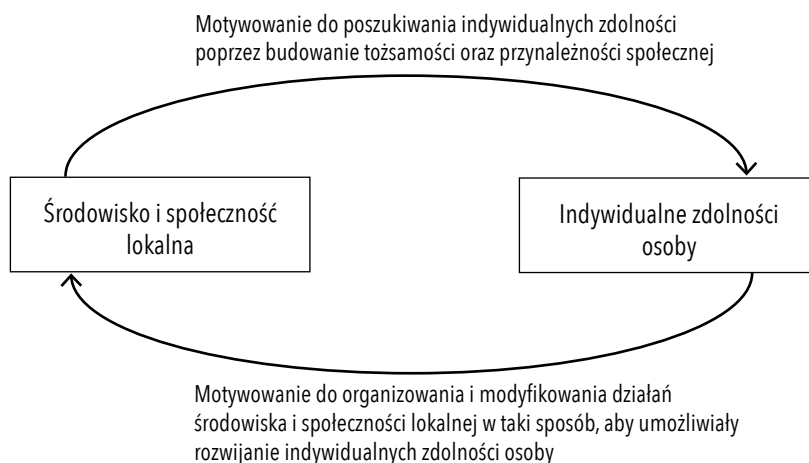 Motywowanie do poszukiwania indywidualnych zdolności
poprzez budowanie tożsamości oraz przynależności społecznej
Środowisko i społeczność
lokalna
Indywidualne zdolności
osoby
Motywowanie do organizowania i modyfikowania działań
środowiska i społeczności lokalnej w taki sposób, aby umożliwiały
rozwijanie indywidualnych zdolności osoby